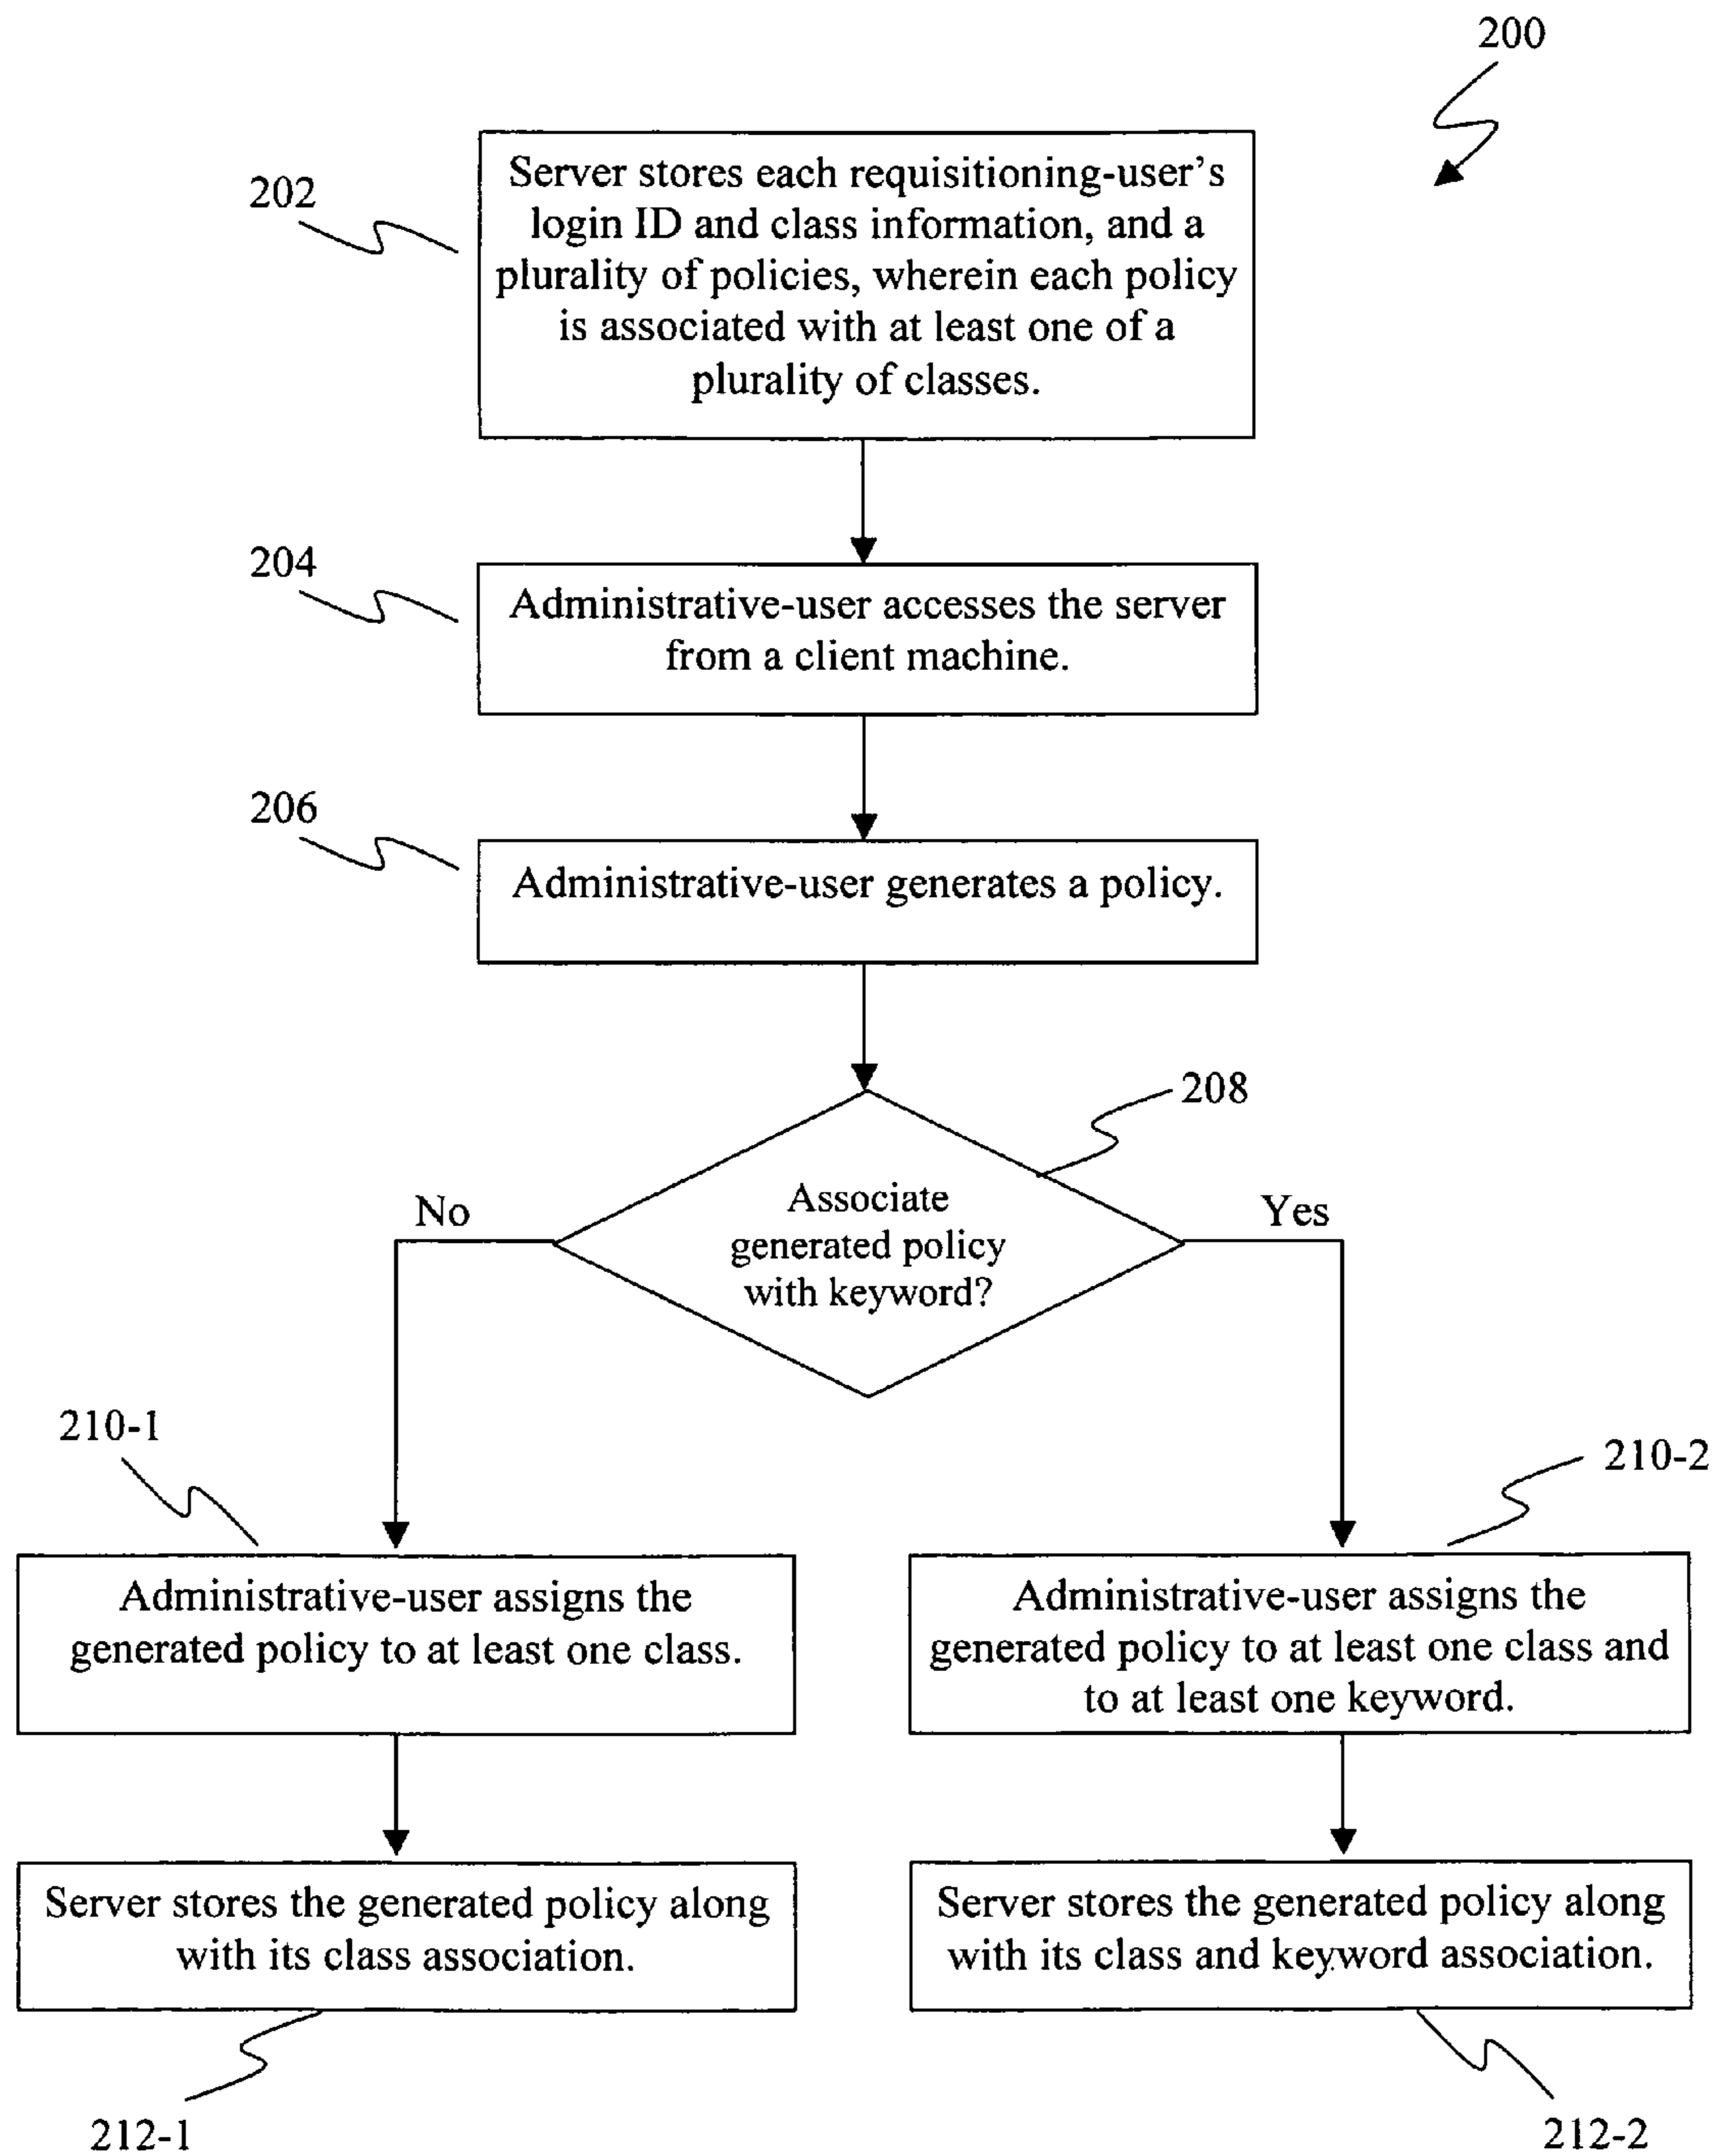 200
202
Server stores each requisitioning-user's
login ID and class information, and a
plurality of policies, wherein each policy
is associated with at least one of a
plurality of classes.
204
Administrative-user accesses the server
from a client machine.
206
Administrative-user generates a policy.
208
Associate
generated policy
with keyword?
No
Yes
210-1
210-2
Administrative-user assigns the
generated policy to at least one class.
Administrative-user assigns the
generated policy to at least one class and
to at least one keyword.
Server stores the generated policy along
with its class association.
Server stores the generated policy along
with its class and keyword association.
212-1
212-2